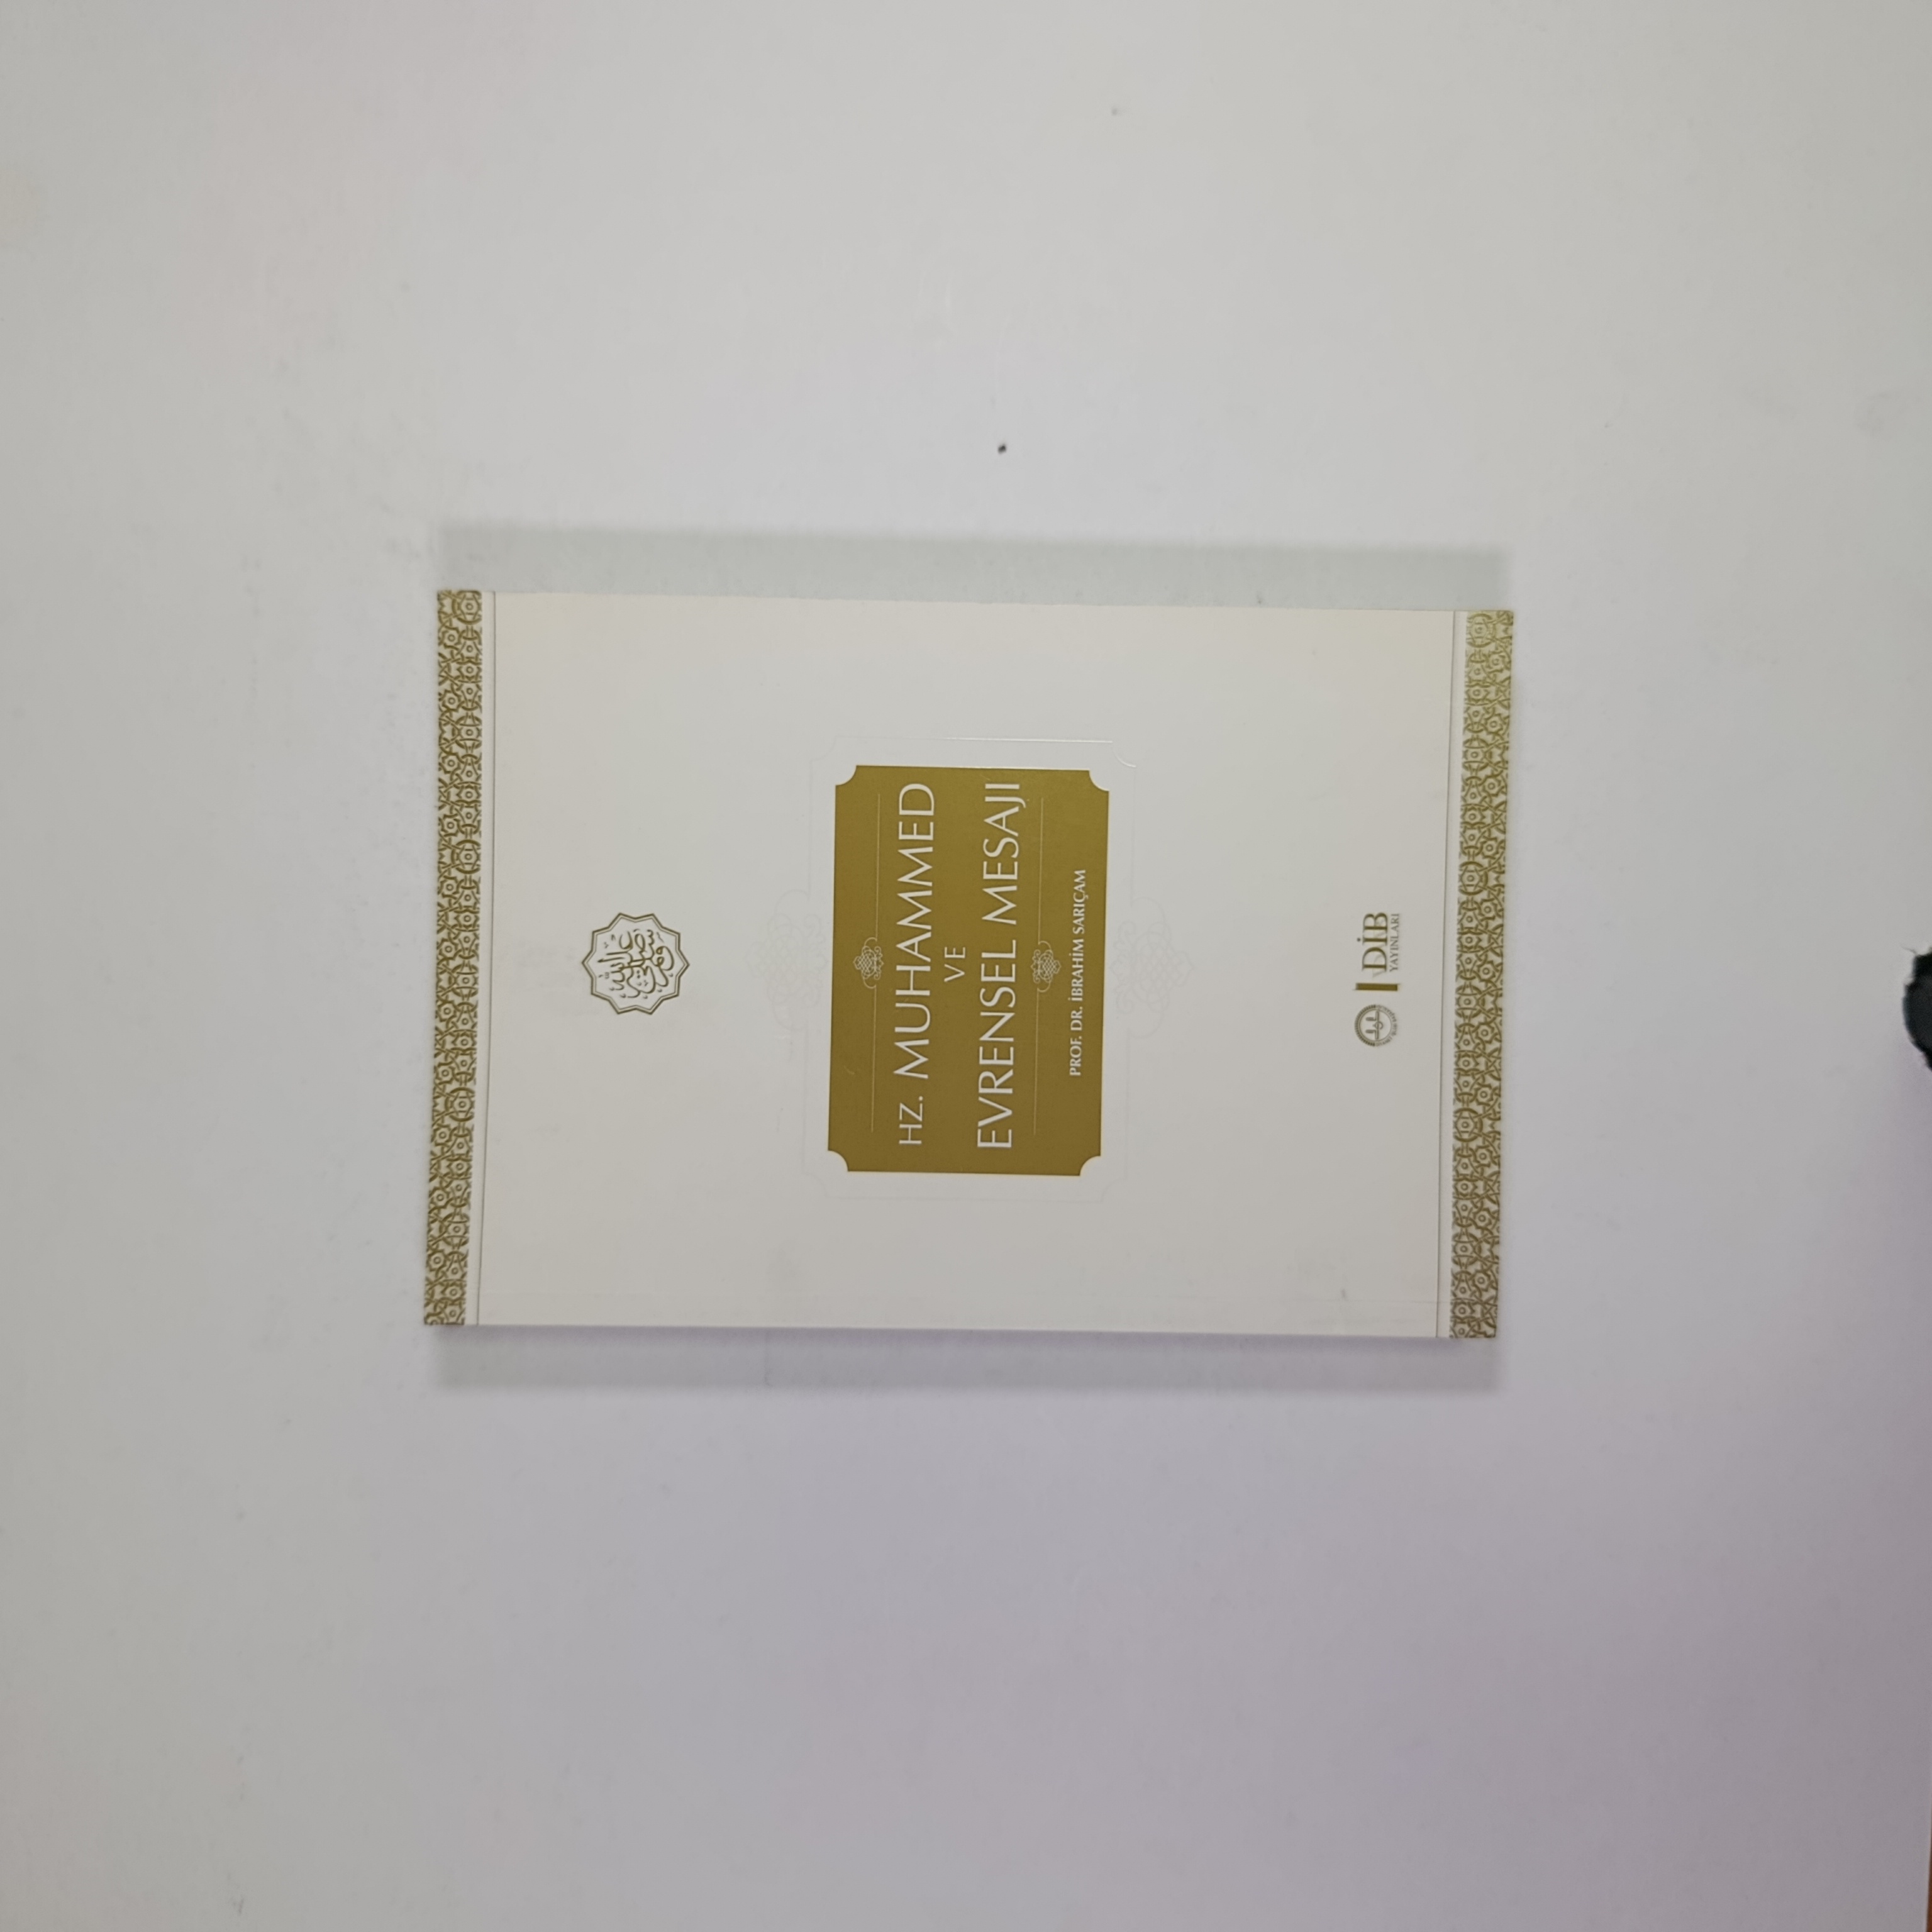 HZ. MUHAMMED
VE
EVRENSEL MESAJI
PROF. DR. İBRAHİM SARIÇAM
DİB
YAYINLARI